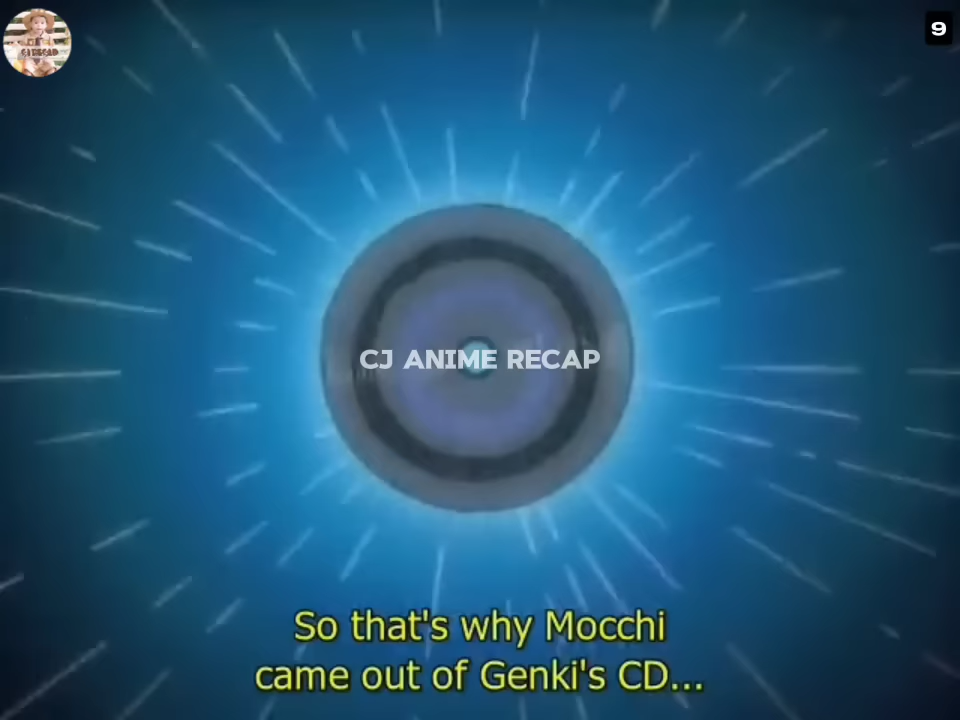 9
CJ ANIME RECAP
So that's why Mocchi
came out of Genki's CD...